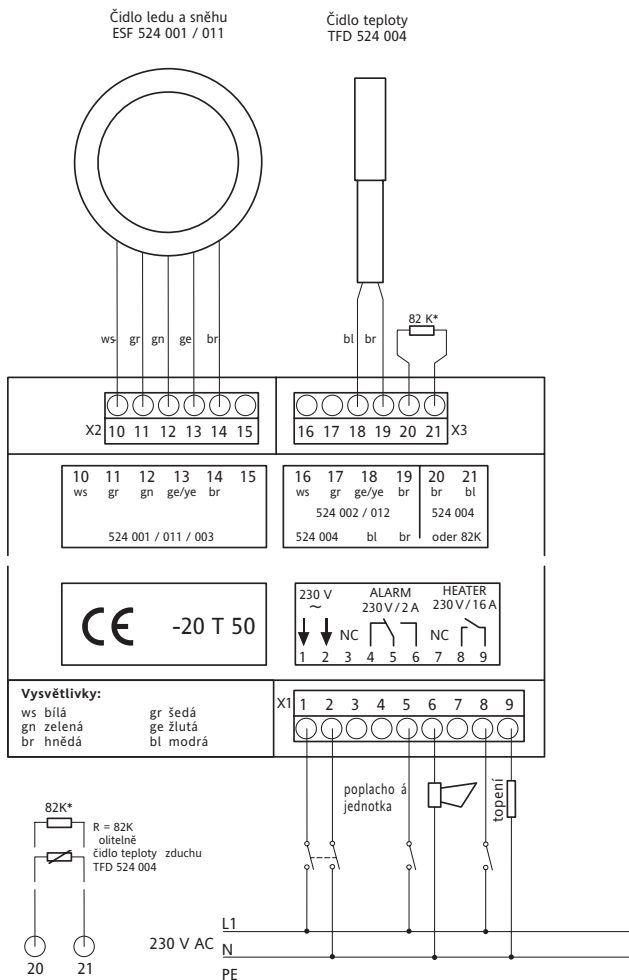 Čidlo ledu a sněhu
ESF 524 001 / 011
Čidlo teploty
TFD 524 004
ws gr gn ge br
bl br
82 K*
X2 10 11 12 13 14 15
16 17 18 19 20 21 X3
10 11 12 13 14 15
ws gr gn ge/ye br
524 001 / 011 / 003
16 17 18 19 20 21
ws gr ge/ye br br bl
524 002 / 012 524 004
524 004 bl br oder 82K
CE -20 T 50
230 V ~
ALARM
230 V / 2 A
HEATER
230 V / 16 A
NC NC
1 2 3 4 5 6 7 8 9
Vysvětlivky:
ws bílá gr šedá
gn zelená ge žlutá
br hnědá bl modrá
X1 1 2 3 4 5 6 7 8 9
poplacho á
jednotka
topení
82K*
R = 82K
olitelně
čidlo teploty zduchu
TFD 524 004
20 21
230 V AC
L1
N
PE